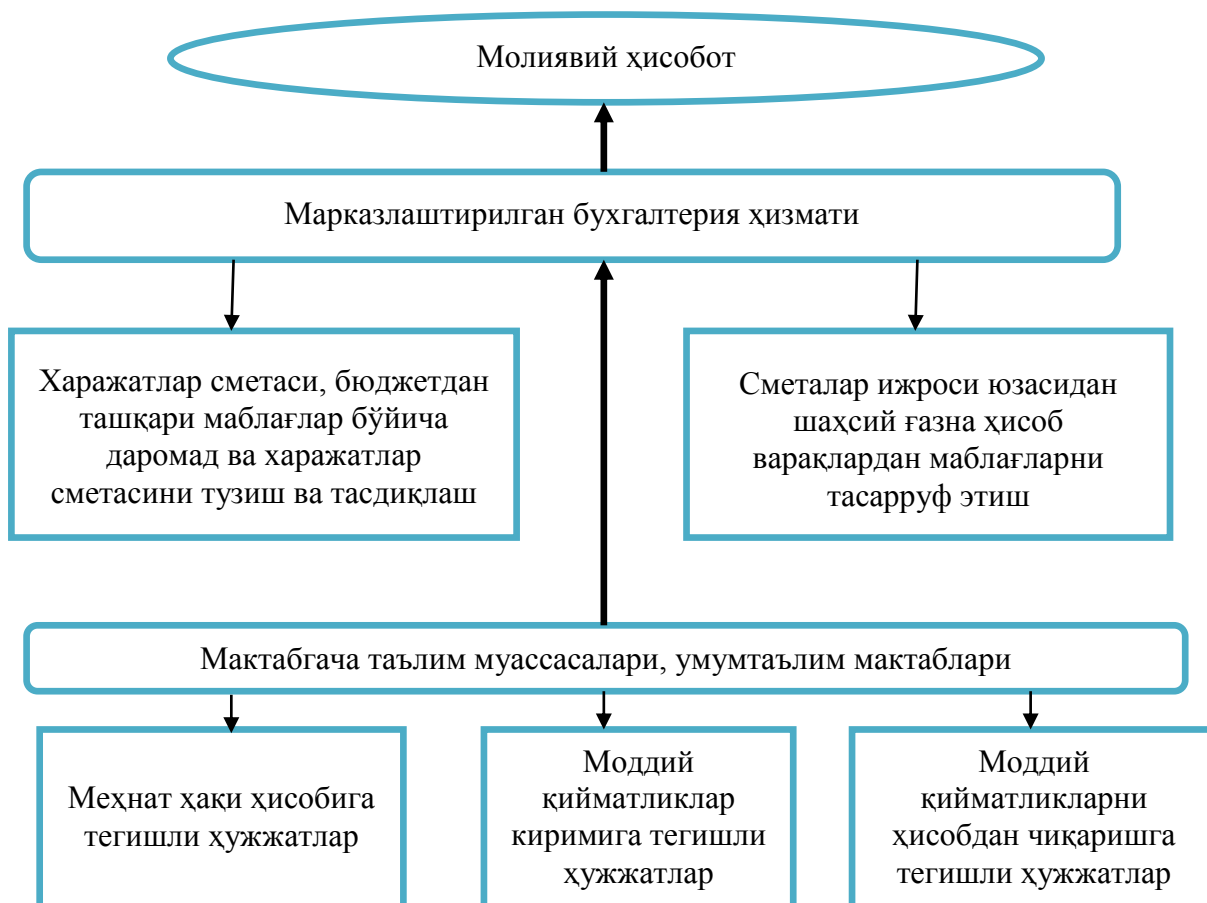 Молиявий ҳисобот
Марказлаштирилган бухгалтерия ҳизмати
Харажатлар сметаси, бюджетдан
ташқари маблағлар бўйича
даромад ва харажатлар
сметасини тузиш ва тасдиқлаш
Сметалар ижроси юзасидан
шаҳсий ғазна ҳисоб
варақлардан маблағларни
тасарруф этиш
Мактабгача таълим муассасалари, умумтаълим мактаблари
Меҳнат ҳақи ҳисобига
тегишли ҳужжатлар
Моддий
қийматликлар
киримига тегишли
ҳужжатлар
Моддий
қийматликларни
ҳисобдан чиқаришга
тегишли ҳужжатлар